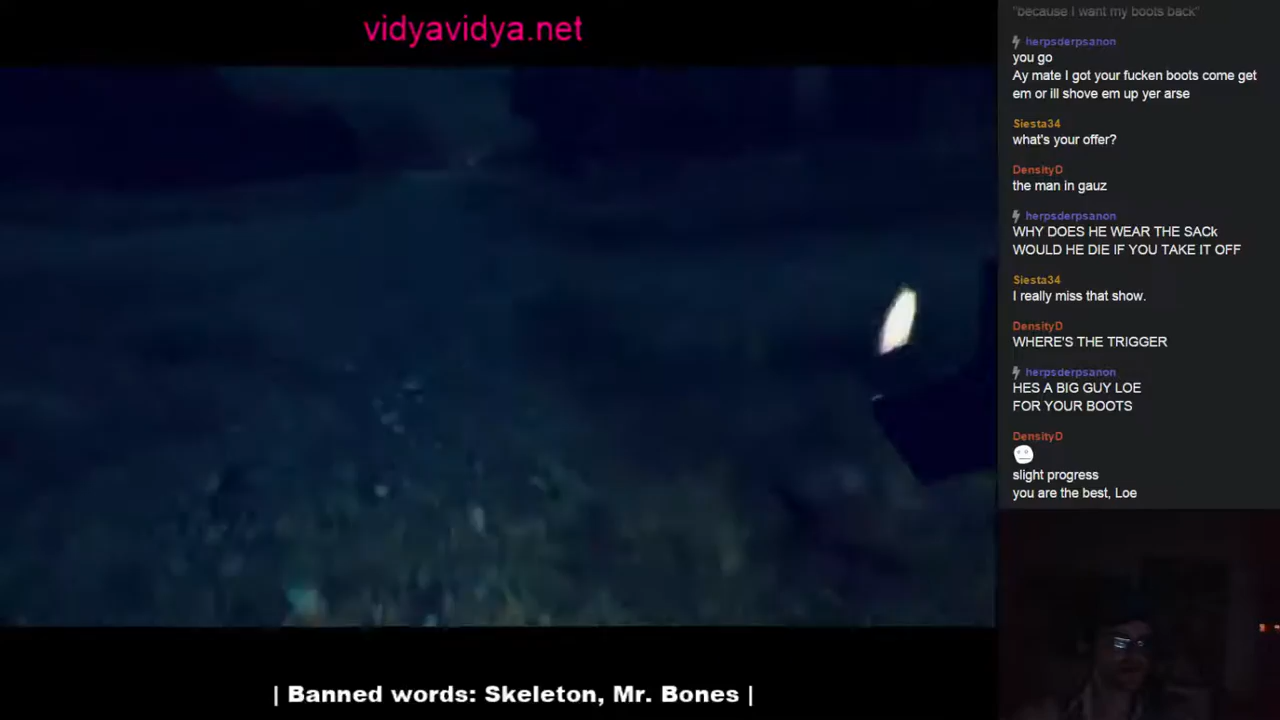 vidyavidya.net
"because I want my boots back"
herpsderpsanon
you go
Ay mate I got your fucken boots come get
em or ill shove em up yer arse
Siesta34
what's your offer?
DensityD
the man in gauz
herpsderpsanon
WHY DOES HE WEAR THE SACk
WOULD HE DIE IF YOU TAKE IT OFF
Siesta34
I really miss that show.
DensityD
WHERE'S THE TRIGGER
herpsderpsanon
HES A BIG GUY LOE
FOR YOUR BOOTS
DensityD
slight progress
you are the best, Loe
| Banned words: Skeleton, Mr. Bones |